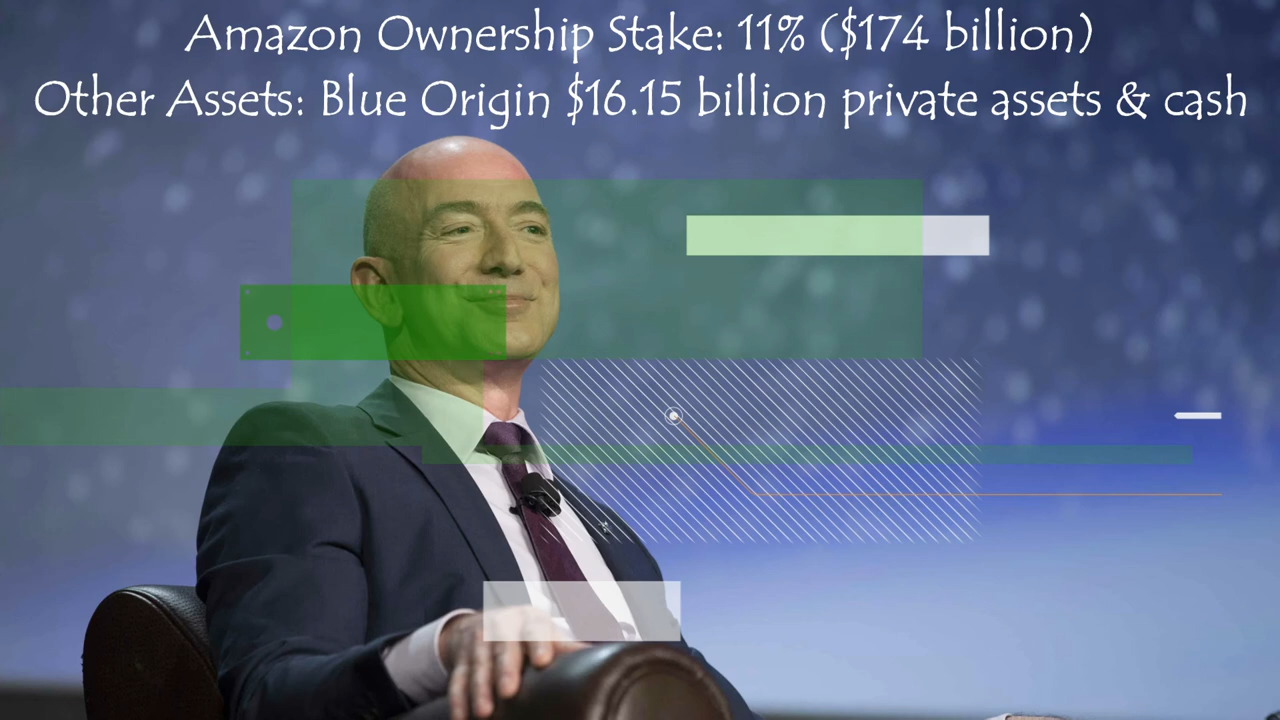 Amazon Ownership Stake: 11% ($174 billion)
Other Assets: Blue Origin $16.15 billion private assets & cash